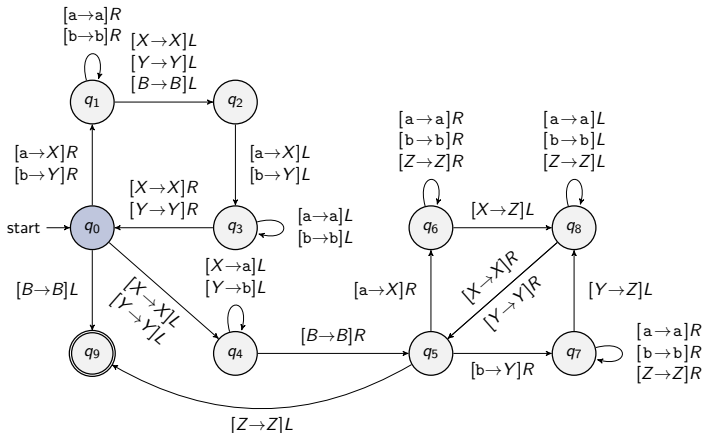 [a→a]R
[b→b]R
[X→X]L
[Y→Y]L
[B→B]L
q1
q2
[a→X]R
[b→Y]R
[a→X]L
[b→Y]L
[X→X]R
[Y→Y]R
start
q0
q3
[a→a]L
[b→b]L
[B→B]L
[X→X]L
[Y→Y]L
[X→a]L
[Y→b]L
q9
q4
[B→B]R
[a→a]R
[b→b]R
[Z→Z]R
[a→a]L
[b→b]L
[Z→Z]L
q6
[X→Z]L
q8
[a→X]R
[X→X]R
[Y→Y]R
[Y→Z]L
q5
[b→Y]R
q7
[a→a]R
[b→b]R
[Z→Z]R
[Z→Z]L